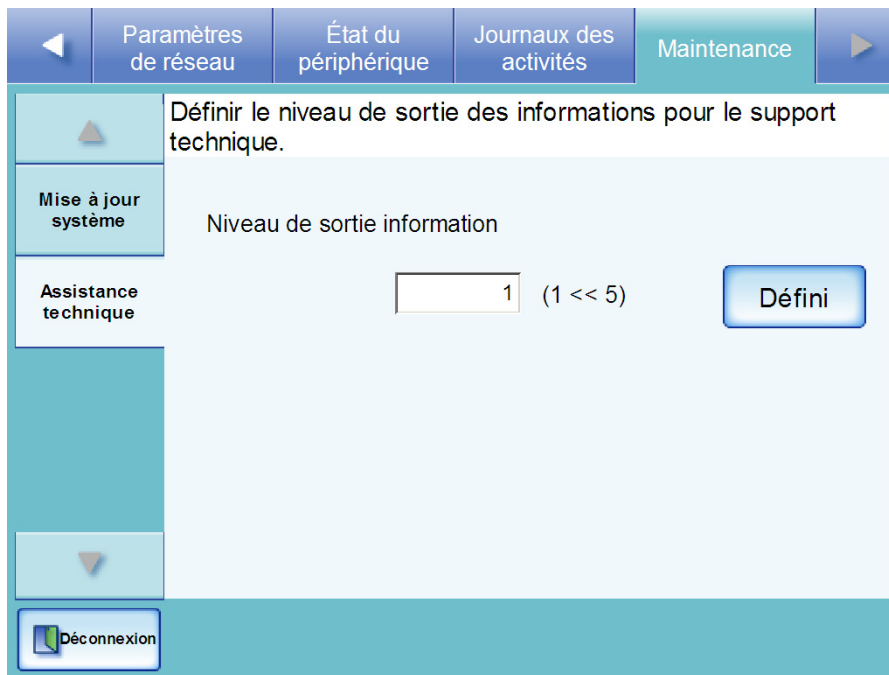 Paramètres
de réseau
État du
périphérique
Journaux des
activités
Maintenance
Définir le niveau de sortie des informations pour le support
technique.
Mise à jour
système
Niveau de sortie information
Assistance
technique
1 (1 << 5)
Défini
Déconnexion